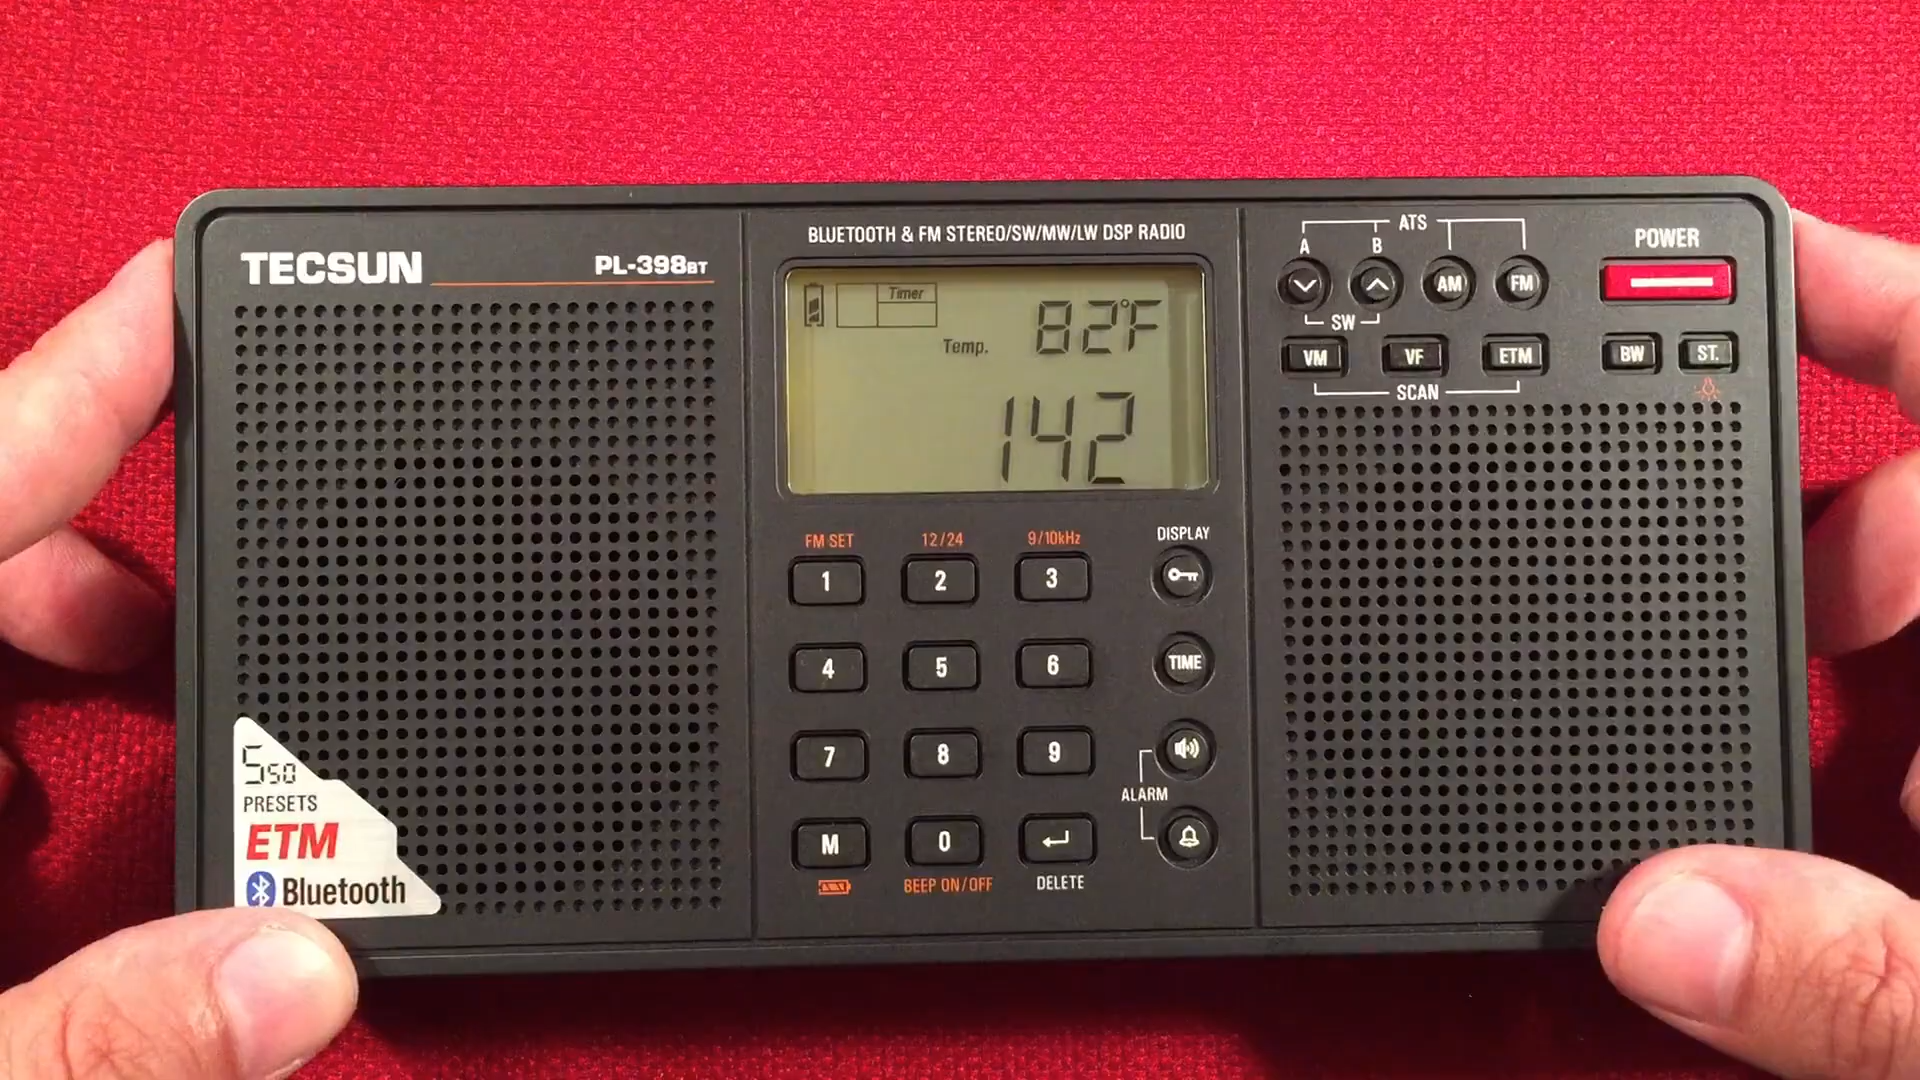 TECSUN
PL-398BT
BLUETOOTH & FM STEREO/SW/MW/LW DSP RADIO
Timer
82°F
Temp.
142
ATS
A B
AM FM
SW
POWER
VM VF ETM
BW ST.
SCAN
FM SET 12/24 9/10kHz DISPLAY
1 2 3
4 5 6 TIME
7 8 9
ALARM
M 0
BEEP ON/OFF DELETE
550
PRESETS
ETM
Bluetooth